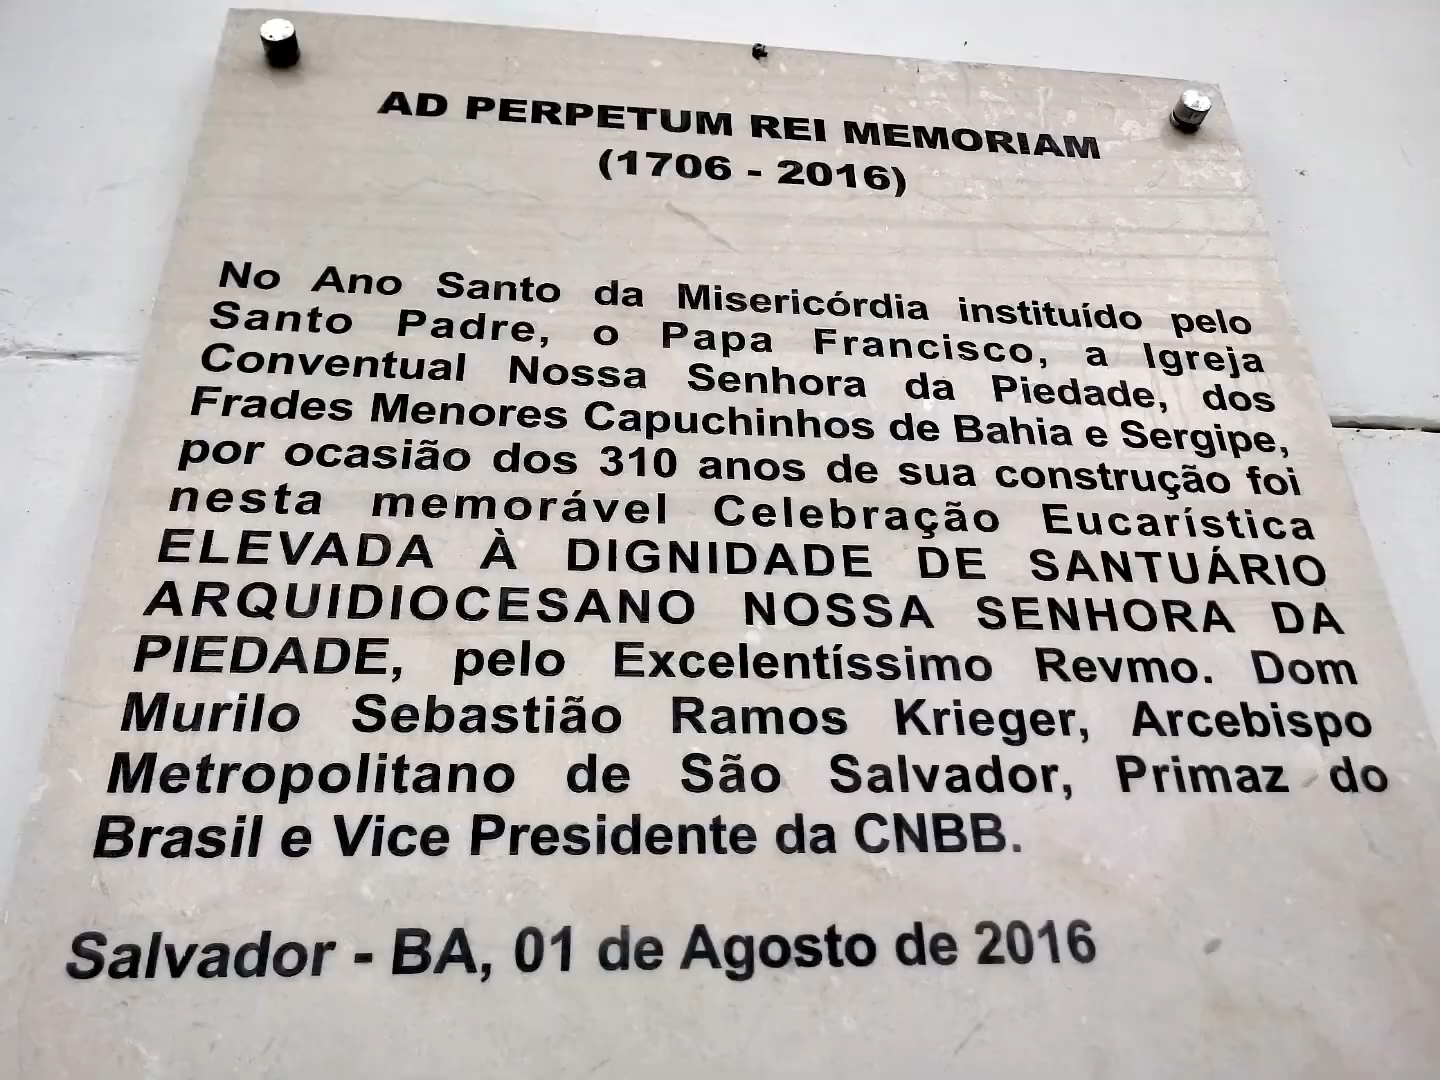 AD PERPETUM REI MEMORIAM
(1706 - 2016)
No Ano Santo da Misericórdia instituído pelo
Santo Padre, o Papa Francisco, a Igreja
Conventual Nossa Senhora da Piedade, dos
Frades Menores Capuchinhos de Bahia e Sergipe,
por ocasião dos 310 anos de sua construção foi
nesta memorável Celebração Eucarística
ELEVADA À DIGNIDADE DE SANTUÁRIO
ARQUIDIOCESANO NOSSA SENHORA DA
PIEDADE, pelo Excelentíssimo Revmo. Dom
Murilo Sebastião Ramos Krieger, Arcebispo
Metropolitano de São Salvador, Primaz do
Brasil e Vice Presidente da CNBB.
Salvador - BA, 01 de Agosto de 2016